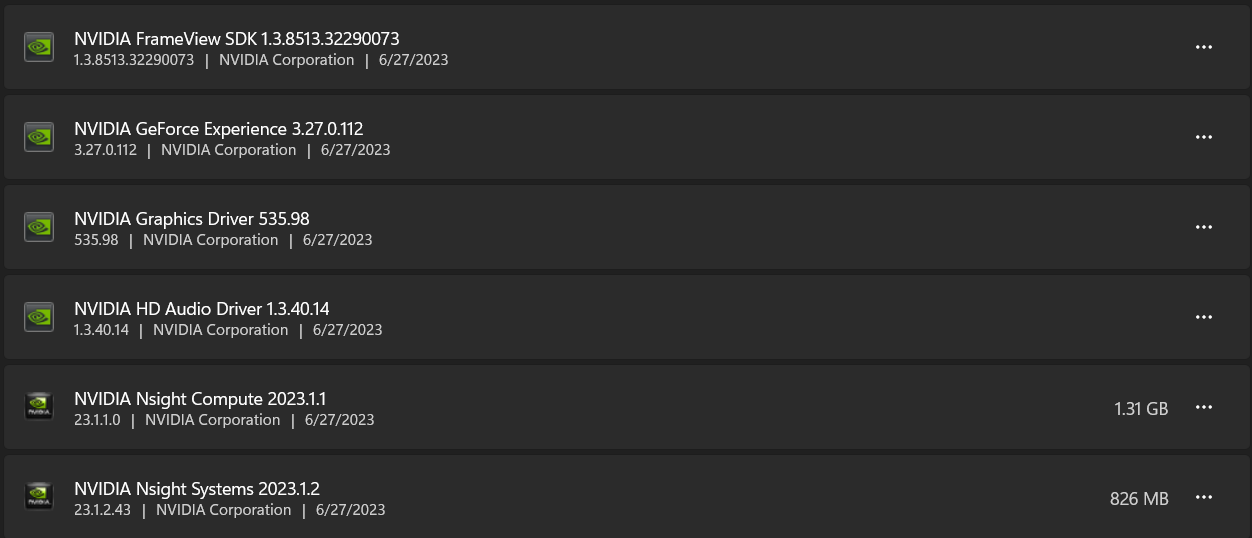 NVIDIA FrameView SDK 1.3.8513.32290073
1.3.8513.32290073 | NVIDIA Corporation | 6/27/2023
NVIDIA GeForce Experience 3.27.0.112
3.27.0.112 | NVIDIA Corporation | 6/27/2023
NVIDIA Graphics Driver 535.98
535.98 | NVIDIA Corporation | 6/27/2023
NVIDIA HD Audio Driver 1.3.40.14
1.3.40.14 | NVIDIA Corporation | 6/27/2023
NVIDIA Nsight Compute 2023.1.1
23.1.1.0 | NVIDIA Corporation | 6/27/2023
1.31 GB
NVIDIA Nsight Systems 2023.1.2
23.1.2.43 | NVIDIA Corporation | 6/27/2023
826 MB